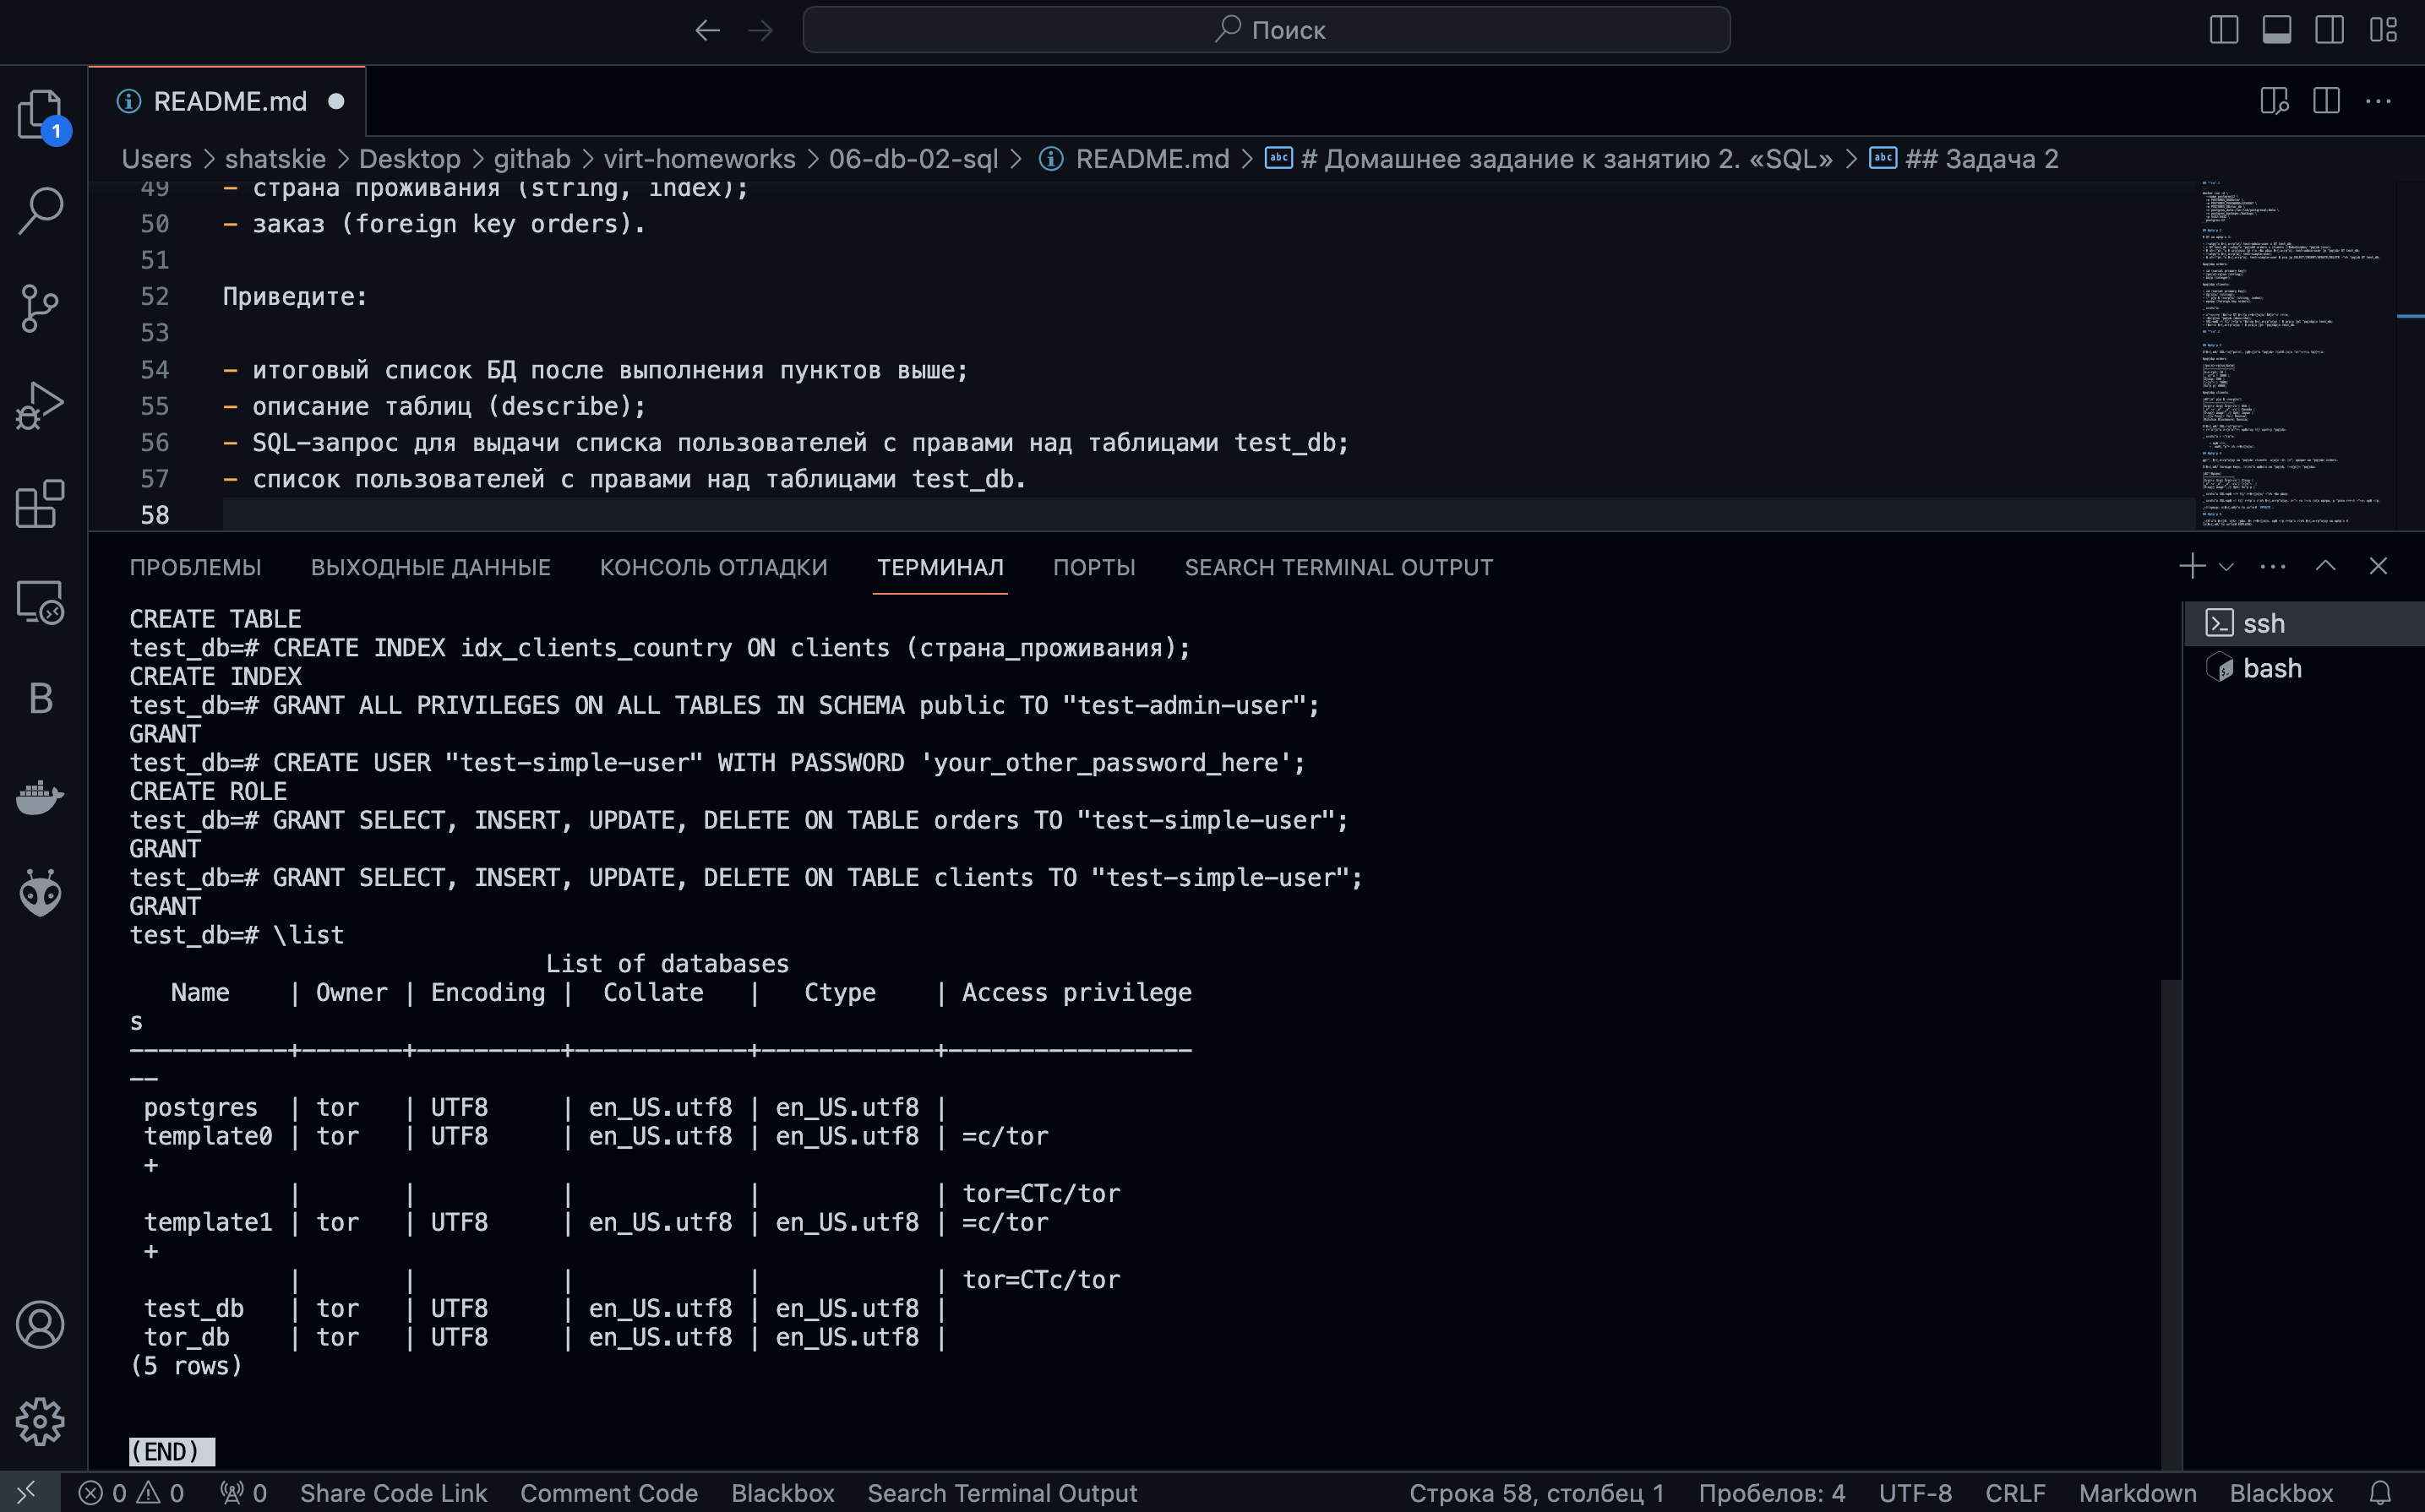 Поиск
README.md
1
Users > shatskie > Desktop > githab > virt-homeworks > 06-db-02-sql > README.md > # Домашнее задание к занятию 2. «SQL» > ## Задача 2
49 - страна проживания (string, index);
50 - заказ (foreign key orders).
51
52 Приведите:
53
54 - итоговый список БД после выполнения пунктов выше;
55 - описание таблиц (describe);
56 - SQL-запрос для выдачи списка пользователей с правами над таблицами test_db;
57 - список пользователей с правами над таблицами test_db.
58
ПРОБЛЕМЫ ВЫХОДНЫЕ ДАННЫЕ КОНСОЛЬ ОТЛАДКИ ТЕРМИНАЛ ПОРТЫ SEARCH TERMINAL OUTPUT
ssh
bash
B
CREATE TABLE
test_db=# CREATE INDEX idx_clients_country ON clients (страна_проживания);
CREATE INDEX
test_db=# GRANT ALL PRIVILEGES ON ALL TABLES IN SCHEMA public TO "test-admin-user";
GRANT
test_db=# CREATE USER "test-simple-user" WITH PASSWORD 'your_other_password_here';
CREATE ROLE
test_db=# GRANT SELECT, INSERT, UPDATE, DELETE ON TABLE orders TO "test-simple-user";
GRANT
test_db=# GRANT SELECT, INSERT, UPDATE, DELETE ON TABLE clients TO "test-simple-user";
GRANT
test_db=# \list
List of databases
Name | Owner | Encoding | Collate | Ctype | Access privilege
s
-----------+-------+----------+------------+------------+-----------------
--
postgres | tor | UTF8 | en_US.utf8 | en_US.utf8 |
template0 | tor | UTF8 | en_US.utf8 | en_US.utf8 | =c/tor
+
| | | | | tor=CTc/tor
template1 | tor | UTF8 | en_US.utf8 | en_US.utf8 | =c/tor
+
| | | | | tor=CTc/tor
test_db | tor | UTF8 | en_US.utf8 | en_US.utf8 |
tor_db | tor | UTF8 | en_US.utf8 | en_US.utf8 |
(5 rows)
(END)
0 0 0 Share Code Link Comment Code Blackbox Search Terminal Output Строка 58, столбец 1 Пробелов: 4 UTF-8 CRLF Markdown Blackbox